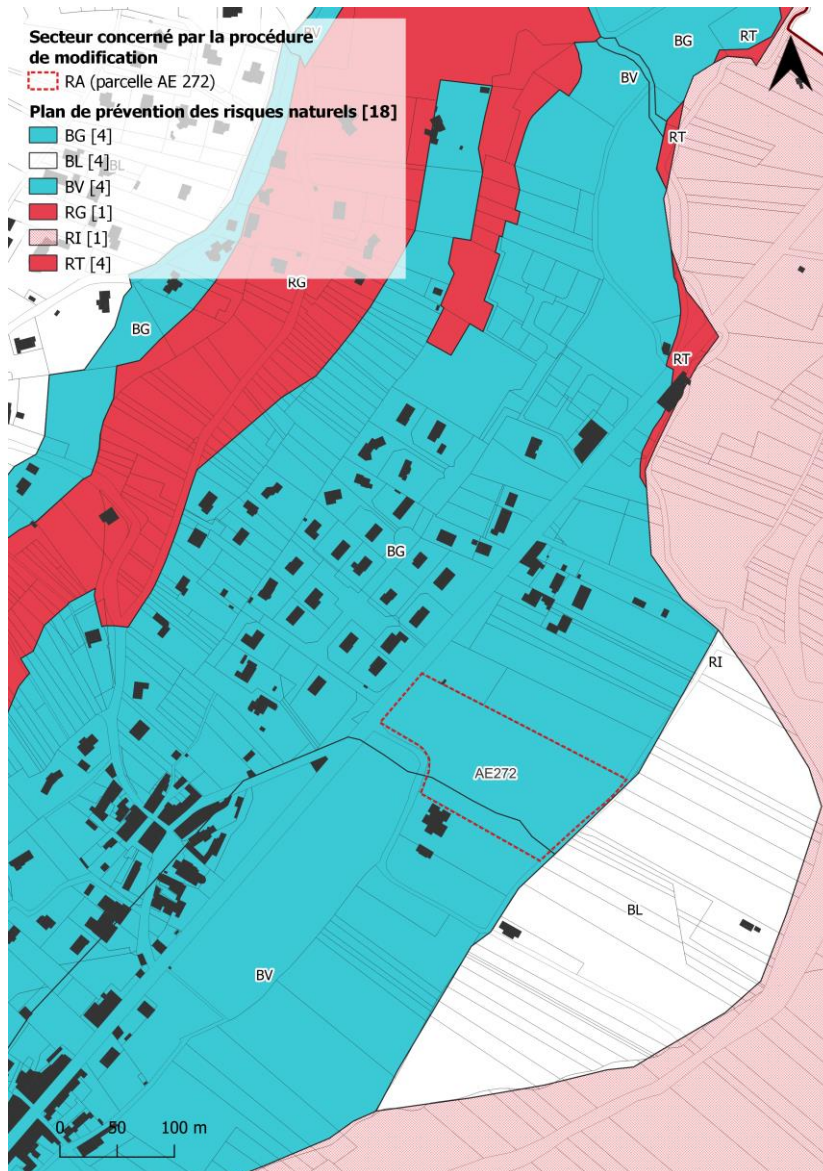 Secteur concerné par la procédure
de modification
RA (parcelle AE 272)
Plan de prévention des risques naturels [18]
BG [4]
BL [4]
BV [4]
RG [1]
RI [1]
RT [4]
BV
BG
RT
BV
RT
BL
RG
BG
RT
BG
RI
AE272
BL
BV
0 50 100 m